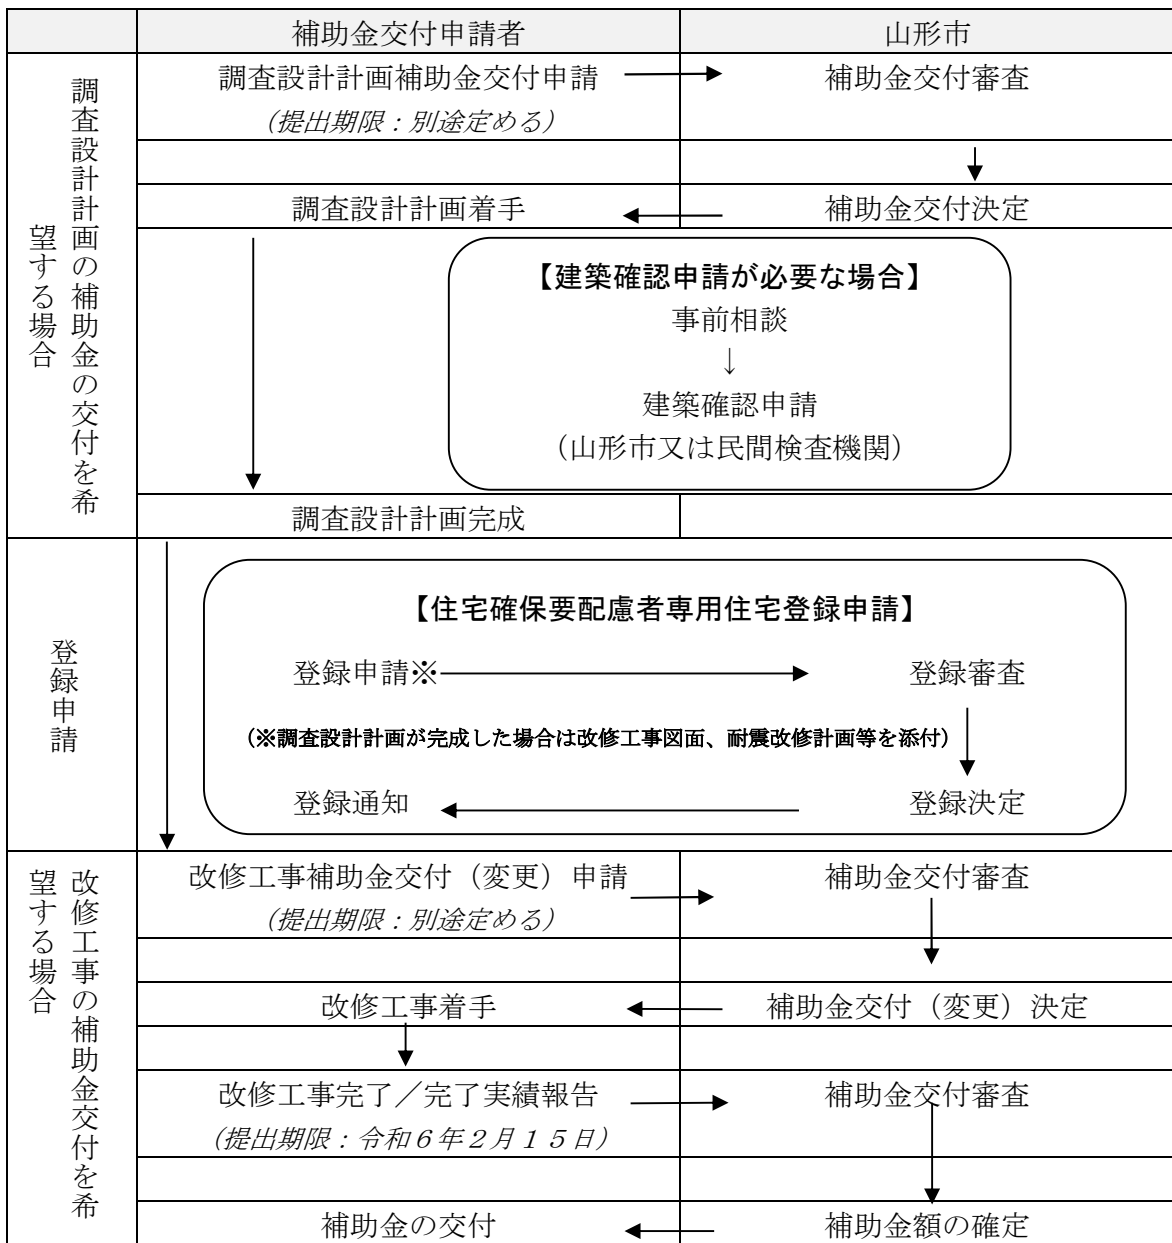 補助金交付申請者 山形市
調査設計計画の補助金の交付を希
望する場合
調査設計計画補助金交付申請 補助金交付審査
(提出期限:別途定める)
調査設計計画着手 補助金交付決定
【建築確認申請が必要な場合】
事前相談
↓
建築確認申請
(山形市又は民間検査機関)
調査設計計画完成
登録申請
【住宅確保要配慮者専用住宅登録申請】
登録申請※ 登録審査
(※調査設計計画が完成した場合は改修工事図面、耐震改修計画等を添付)
登録通知 登録決定
改修工事の補助金交付を希
望する場合
改修工事補助金交付(変更)申請 補助金交付審査
(提出期限:別途定める)
改修工事着手 補助金交付(変更)決定
改修工事完了/完了実績報告 補助金交付審査
(提出期限:令和6年2月15日)
補助金の交付 補助金額の確定